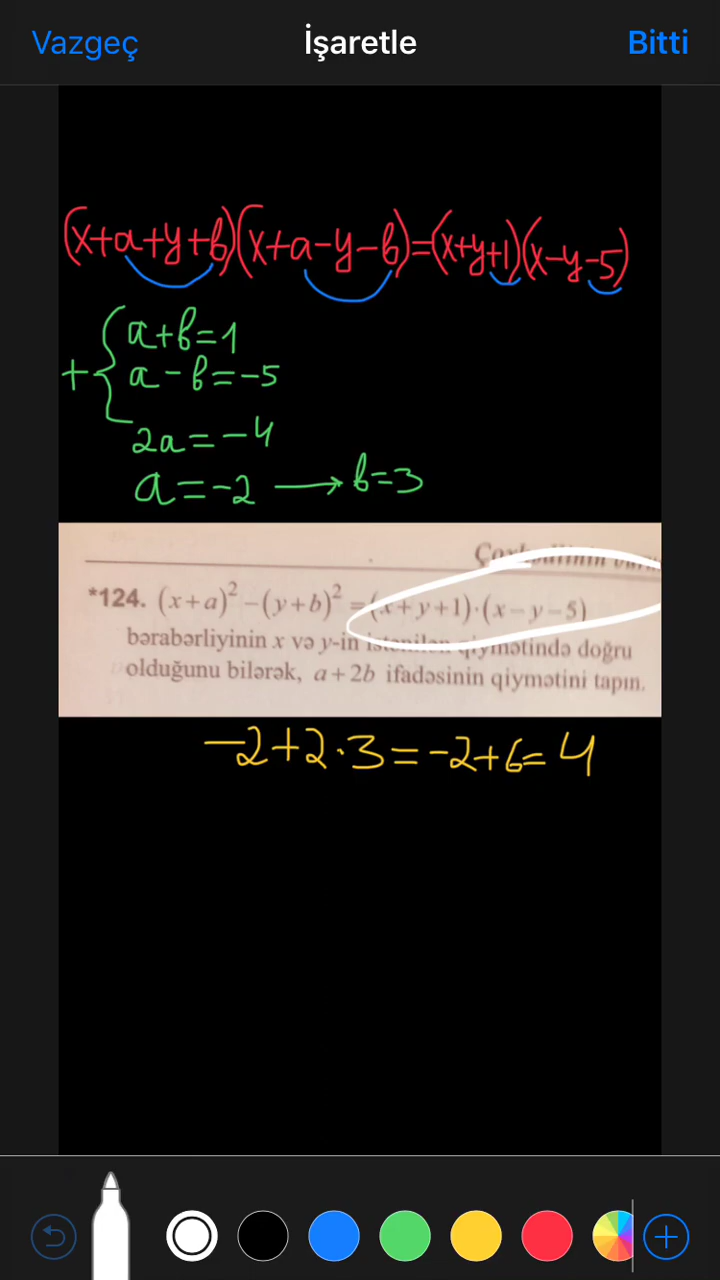 Vazgeç İşaretle Bitti
(x+a+y+b)(x+a-y-b)=(x+y+1)(x-y-5)
a+b=1
+{a-b=-5
2a=-4
a=-2 → b=3
*124. (x+a)² – (y+b)² = (x+y+1)·(x–y–5)
bərabərliyinin x və y-in istənilən qiymətində doğru
olduğunu bilərək, a+2b ifadəsinin qiymətini tapın.
-2+2·3=-2+6=4